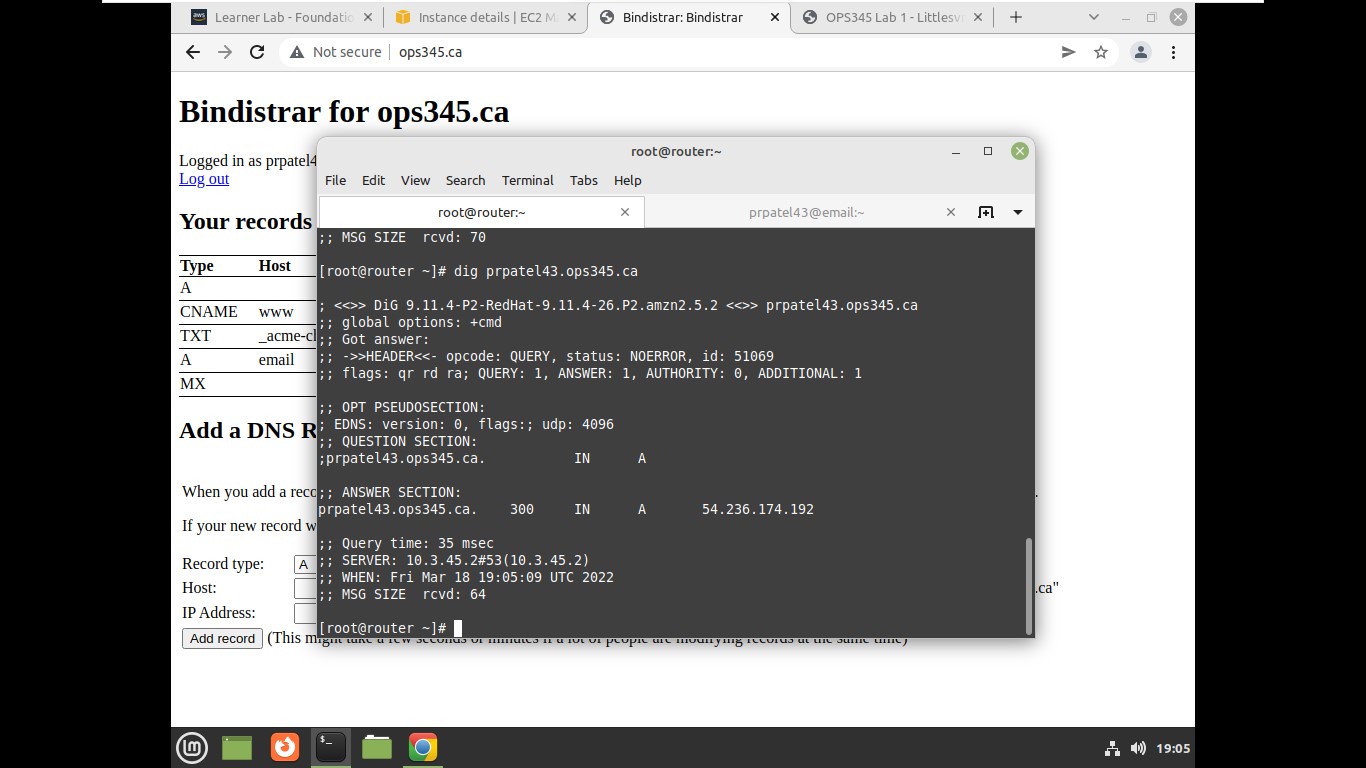 Learner Lab - Foundatio
Instance details | EC2 M
Bindistrar: Bindistrar
OPS345 Lab 1 - Littlesv
Not secure
ops345.ca
Bindistrar for ops345.ca
Logged in as prpatel4
Log out
Your records
Type Host
A
CNAME www
TXT _acme-cl
A email
MX
Add a DNS R
When you add a reco
If your new record w
Record type: A
Host:
.ca"
IP Address:
Add record (This might take a few seconds or minutes if a lot of people are modifying records at the same time)
root@router:~
File Edit View Search Terminal Tabs Help
root@router:~
prpatel43@email:~
;; MSG SIZE  rcvd: 70
[root@router ~]# dig prpatel43.ops345.ca
; <<>> DiG 9.11.4-P2-RedHat-9.11.4-26.P2.amzn2.5.2 <<>> prpatel43.ops345.ca
;; global options: +cmd
;; Got answer:
;; ->>HEADER<<- opcode: QUERY, status: NOERROR, id: 51069
;; flags: qr rd ra; QUERY: 1, ANSWER: 1, AUTHORITY: 0, ADDITIONAL: 1
;; OPT PSEUDOSECTION:
; EDNS: version: 0, flags:; udp: 4096
;; QUESTION SECTION:
;prpatel43.ops345.ca. IN A
;; ANSWER SECTION:
prpatel43.ops345.ca. 300 IN A 54.236.174.192
;; Query time: 35 msec
;; SERVER: 10.3.45.2#53(10.3.45.2)
;; WHEN: Fri Mar 18 19:05:09 UTC 2022
;; MSG SIZE  rcvd: 64
[root@router ~]#
19:05